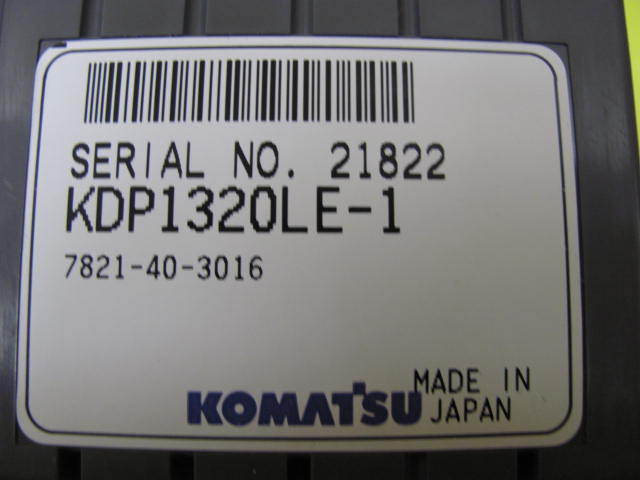 SERIAL NO. 21822
KDP1320LE-1
7821-40-3016
KOMATSU MADE IN
JAPAN